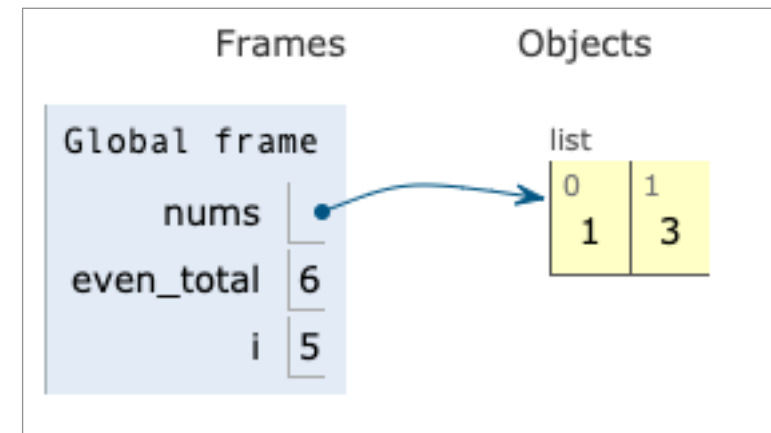 Frames Objects
Global frame
nums
even_total 6
i 5
list
0 1
1 3